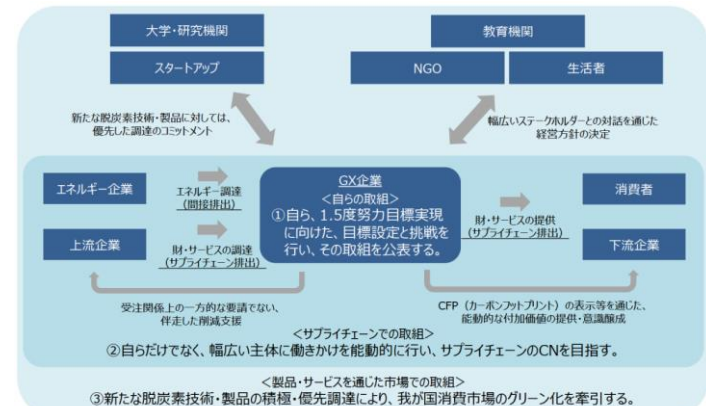 大学・研究機関
スタートアップ
教育機関
NGO
生活者
新たな脱炭素技術・製品に対しては、
優先した調達のコミットメント
幅広いステークホルダーとの対話を通じた
経営方針の決定
エネルギー企業
エネルギー調達
(間接排出)
上流企業
財・サービスの調達
(サプライチェーン排出)
GX企業
<自らの取組>
①自ら、1.5度努力目標実現
に向けた、目標設定と挑戦を
行い、その取組を公表する。
財・サービスの提供
(サプライチェーン排出)
消費者
下流企業
受注関係上の一方的な要請でない、
伴走した削減支援
CFP(カーボンフットプリント)の表示等を通じた、
能動的な付加価値の提供・意識醸成
<サプライチェーンでの取組>
②自らだけでなく、幅広い主体に働きかけを能動的に行い、サプライチェーンのCNを目指す。
<製品・サービスを通じた市場での取組>
③新たな脱炭素技術・製品の積極・優先調達により、我が国消費市場のグリーン化を牽引する。